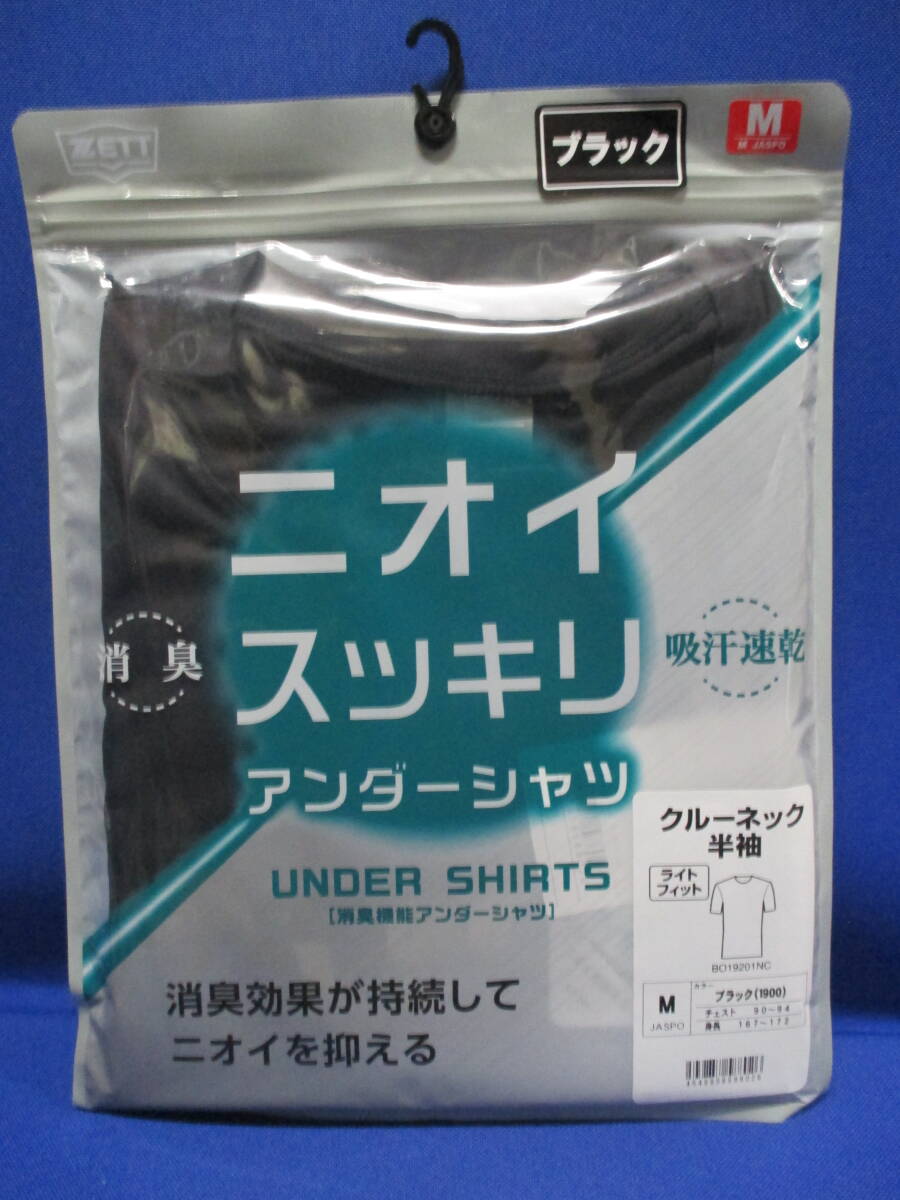 ZETT
ブラック
M
M JASPO
ニオイ
スッキリ
アンダーシャツ
消臭
吸汗速乾
UNDER SHIRTS
[消臭機能アンダーシャツ]
消臭効果が持続して
ニオイを抑える
クルーネック
半袖
ライト
フィット
BO19201NC
M
JASPO
カラー
ブラック(1900)
チェスト 90~94
身長 167~172